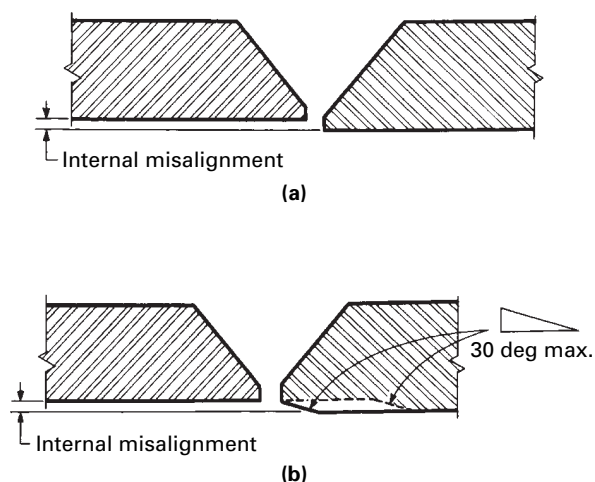 Internal misalignment
(a)
30 deg max.
Internal misalignment
(b)